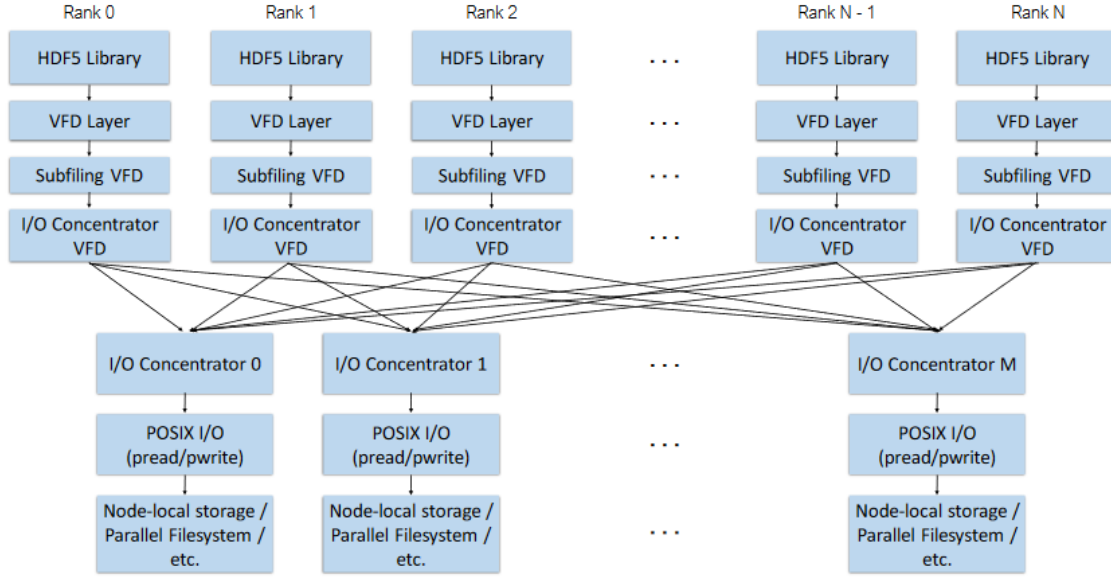 Rank 0 Rank 1 Rank 2 Rank N - 1 Rank N
HDF5 Library HDF5 Library HDF5 Library . . . HDF5 Library HDF5 Library
VFD Layer VFD Layer VFD Layer . . . VFD Layer VFD Layer
Subfiling VFD Subfiling VFD Subfiling VFD . . . Subfiling VFD Subfiling VFD
I/O Concentrator I/O Concentrator I/O Concentrator . . . I/O Concentrator I/O Concentrator
VFD VFD VFD VFD VFD
I/O Concentrator 0 I/O Concentrator 1 . . . I/O Concentrator M
POSIX I/O POSIX I/O . . . POSIX I/O
(pread/pwrite) (pread/pwrite) (pread/pwrite)
Node-local storage / Node-local storage / Node-local storage /
Parallel Filesystem / Parallel Filesystem / . . . Parallel Filesystem /
etc. etc. etc.